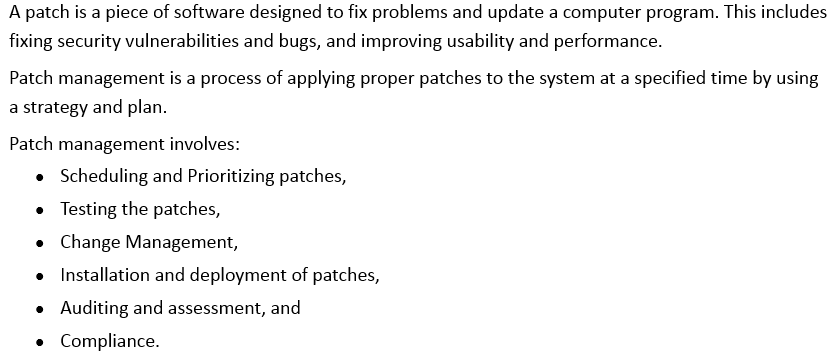 A patch is a piece of software designed to fix problems and update a computer program. This includes
fixing security vulnerabilities and bugs, and improving usability and performance.
Patch management is a process of applying proper patches to the system at a specified time by using
a strategy and plan.
Patch management involves:
• Scheduling and Prioritizing patches,
• Testing the patches,
• Change Management,
• Installation and deployment of patches,
• Auditing and assessment, and
• Compliance.